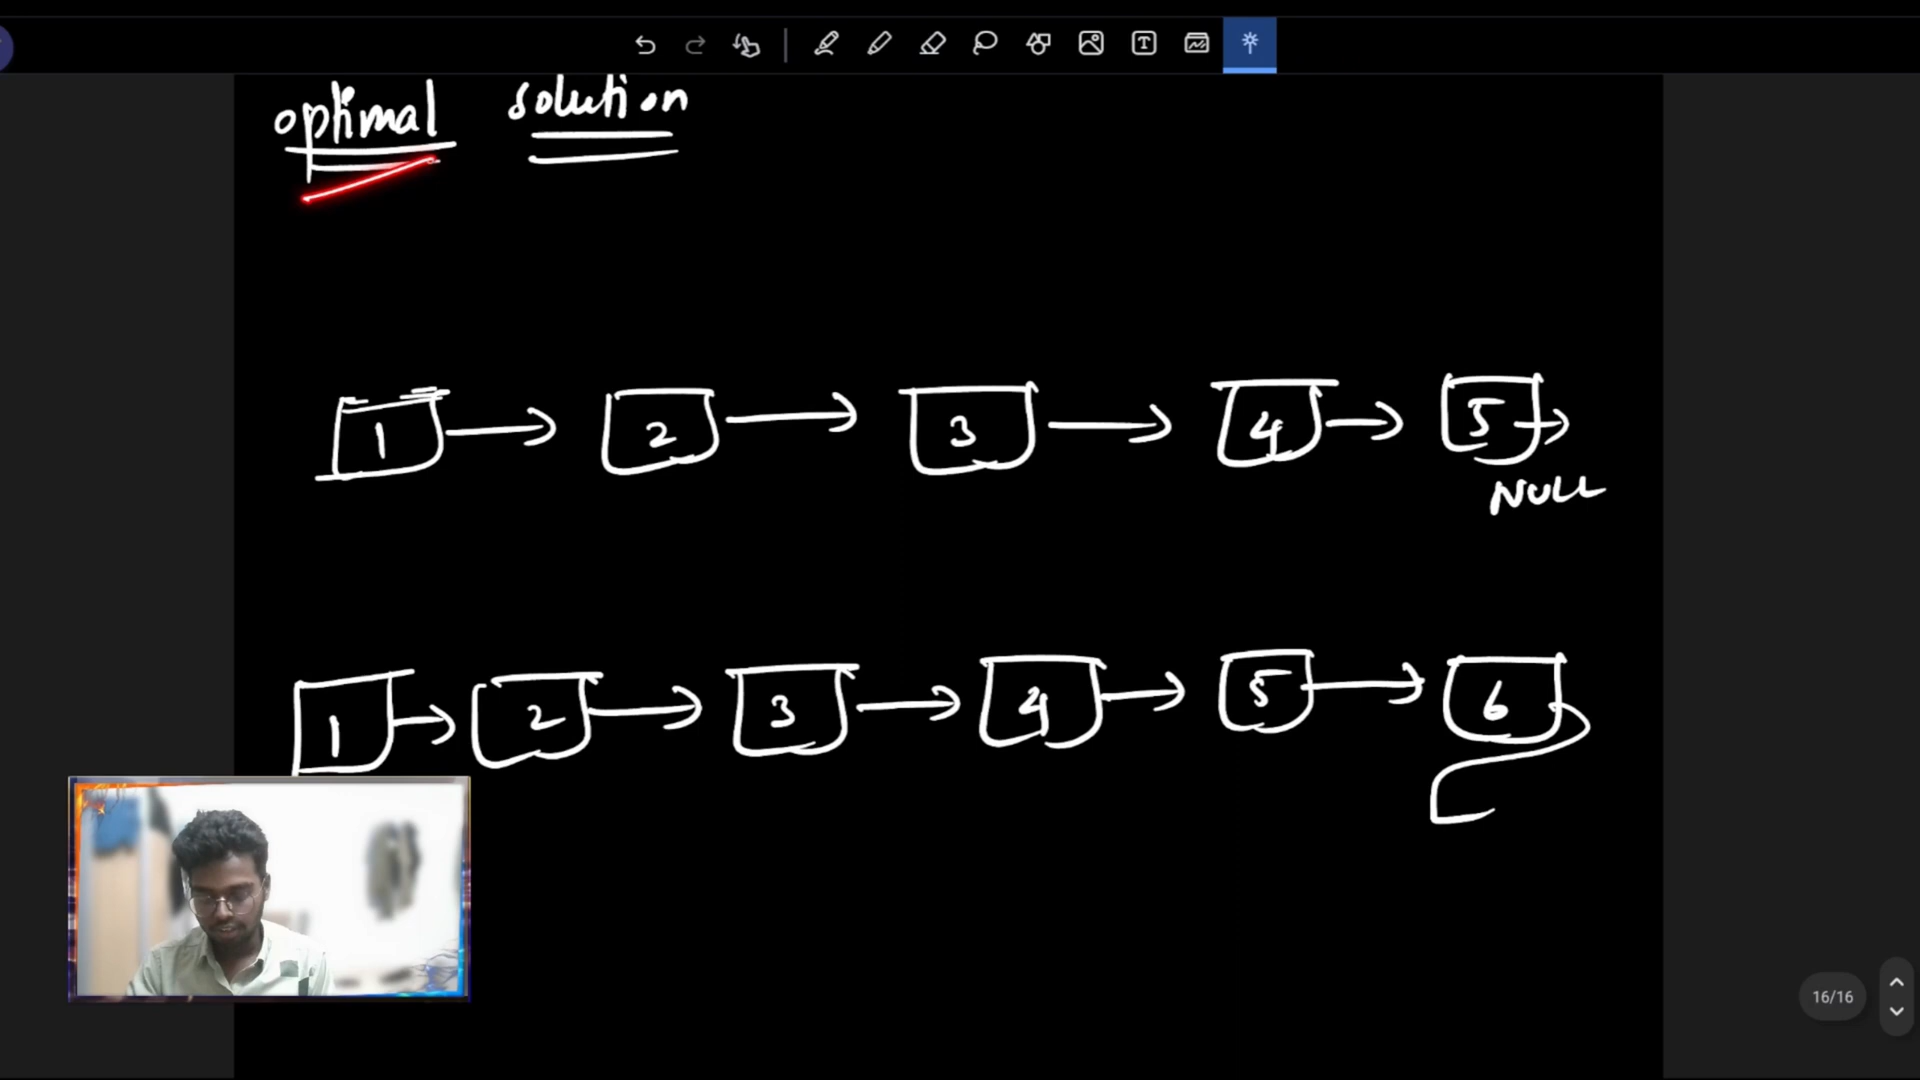 optimal solution
1 → 2 → 3 → 4 → 5 →
NULL
1 → 2 → 3 → 4 → 5 → 6
16/16